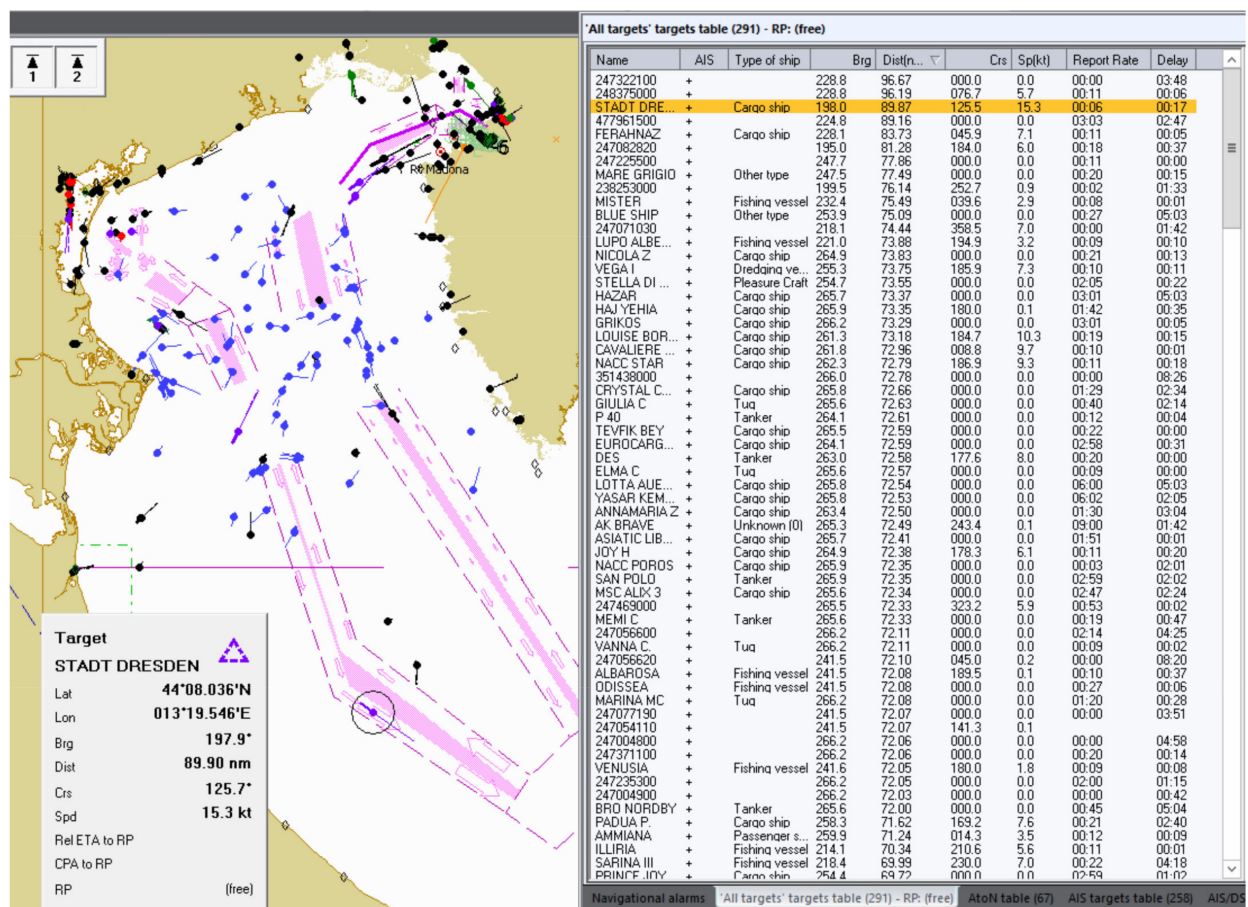 'All targets' targets table (291) - RP: (free)
1 2
Rt Madona
6
Target
STADT DRESDEN
Lat 44°08.036'N
Lon 013°19.546'E
Brg 197.9°
Dist 89.90 nm
Crs 125.7°
Spd 15.3 kt
Rel ETA to RP
CPA to RP
RP (free)
Name AIS Type of ship Brg Dist(n... Crs Sp(kt) Report Rate Delay
247322100 + 228.8 96.67 000.0 0.0 00:00 03:48
248375000 + 228.8 96.19 076.7 5.7 00:11 00:06
STADT DRE... + Cargo ship 198.0 89.87 125.5 15.3 00:06 00:17
477961500 + 224.8 89.16 000.0 0.0 03:03 02:47
FERAHNAZ + Cargo ship 228.1 83.73 045.9 7.1 00:11 00:05
247082820 + 195.0 81.28 184.0 6.0 00:18 00:37
247225500 + 247.7 77.86 000.0 0.0 00:11 00:00
MARE GRIGIO + Other type 247.5 77.49 000.0 0.0 00:20 00:15
238253000 + 199.5 76.14 252.7 0.9 00:02 01:33
MISTER + Fishing vessel 232.4 75.49 039.6 2.9 00:08 00:01
BLUE SHIP + Other type 253.9 75.09 000.0 0.0 00:27 05:03
247071030 + 218.1 74.44 358.5 7.0 00:00 01:42
LUPO ALBE... + Fishing vessel 221.0 73.88 194.9 3.2 00:09 00:10
NICOLA Z + Cargo ship 264.9 73.83 000.0 0.0 00:21 00:13
VEGA I + Dredging ve... 255.3 73.75 185.9 7.3 00:10 00:11
STELLA DI ... + Pleasure Craft 254.7 73.55 000.0 0.0 02:05 00:22
HAZAR + Cargo ship 265.7 73.37 000.0 0.0 03:01 05:03
HAJ YEHIA + Cargo ship 265.9 73.35 180.0 0.1 01:42 00:35
GRIKOS + Cargo ship 266.2 73.29 000.0 0.0 03:01 00:05
LOUISE BOR... + Cargo ship 261.3 73.18 184.7 10.3 00:19 00:15
CAVALIERE ... + Cargo ship 261.8 72.96 008.8 9.7 00:10 00:01
NACC STAR + Cargo ship 262.3 72.79 186.9 9.3 00:11 00:18
351438000 + 266.0 72.78 000.0 0.0 00:00 08:26
CRYSTAL C... + Cargo ship 265.8 72.66 000.0 0.0 01:29 02:34
GIULIA C + Tug 265.6 72.63 000.0 0.0 00:40 02:14
P 40 + Tanker 264.1 72.61 000.0 0.0 00:12 00:04
TEVFIK BEY + Cargo ship 265.5 72.59 000.0 0.0 00:22 00:00
EUROCARG... + Cargo ship 264.1 72.59 000.0 0.0 02:58 00:31
DES + Tanker 263.0 72.58 177.6 8.0 00:20 00:00
ELMA C + Tug 265.6 72.57 000.0 0.0 00:09 00:00
LOTTA AUE... + Cargo ship 265.8 72.54 000.0 0.0 06:00 05:03
YASAR KEM... + Cargo ship 265.8 72.53 000.0 0.0 06:02 02:05
ANNAMARIA Z + Cargo ship 263.4 72.50 000.0 0.0 01:30 03:04
AK BRAVE + Unknown (0) 265.3 72.49 243.4 0.1 09:00 01:42
ASIATIC LIB... + Cargo ship 265.7 72.41 000.0 0.0 01:51 00:01
JOY H + Cargo ship 264.9 72.38 178.3 6.1 00:11 00:20
NACC POROS + Cargo ship 265.9 72.35 000.0 0.0 00:03 02:01
SAN POLO + Tanker 265.9 72.35 000.0 0.0 02:59 02:02
MSC ALIX 3 + Cargo ship 265.6 72.34 000.0 0.0 02:47 02:24
247469000 + 265.5 72.33 323.2 5.9 00:53 00:02
MEMI C + Tanker 265.6 72.33 000.0 0.0 00:19 00:47
247056600 + 266.2 72.11 000.0 0.0 02:14 04:25
VANNA C. + Tug 266.2 72.11 000.0 0.0 00:09 00:02
247056620 + 241.5 72.10 045.0 0.2 00:00 08:20
ALBAROSA + Fishing vessel 241.5 72.08 189.5 0.1 00:10 00:37
ODISSEA + Fishing vessel 241.5 72.08 000.0 0.0 00:27 00:06
MARINA MC + Tug 266.2 72.08 000.0 0.0 01:20 00:28
247077190 + 241.5 72.07 000.0 0.0 00:00 03:51
247054110 + 241.5 72.07 141.3 0.1
247004800 + 266.2 72.06 000.0 0.0 00:00 04:58
247371100 + 266.2 72.06 000.0 0.0 00:20 00:14
VENUSIA + Fishing vessel 241.6 72.05 180.0 1.8 00:09 00:08
247235300 + 266.2 72.05 000.0 0.0 02:00 01:15
247004900 + 266.2 72.03 000.0 0.0 00:00 00:42
BRO NORDBY + Tanker 265.6 72.00 000.0 0.0 00:45 05:04
PADUA P. + Cargo ship 258.3 71.62 169.2 7.6 00:21 02:40
AMMIANA + Passenger s... 259.9 71.24 014.3 3.5 00:12 00:09
ILLIRIA + Fishing vessel 214.1 70.34 210.6 5.6 00:11 00:01
SARINA III + Fishing vessel 218.4 69.99 230.0 7.0 00:22 04:18
PRINCE JOY + Cargo ship 254.4 69.72 000.0 0.0 02:59 01:02
Navigational alarms 'All targets' targets table (291) - RP: (free) AtoN table (67) AIS targets table (258) AIS/DS